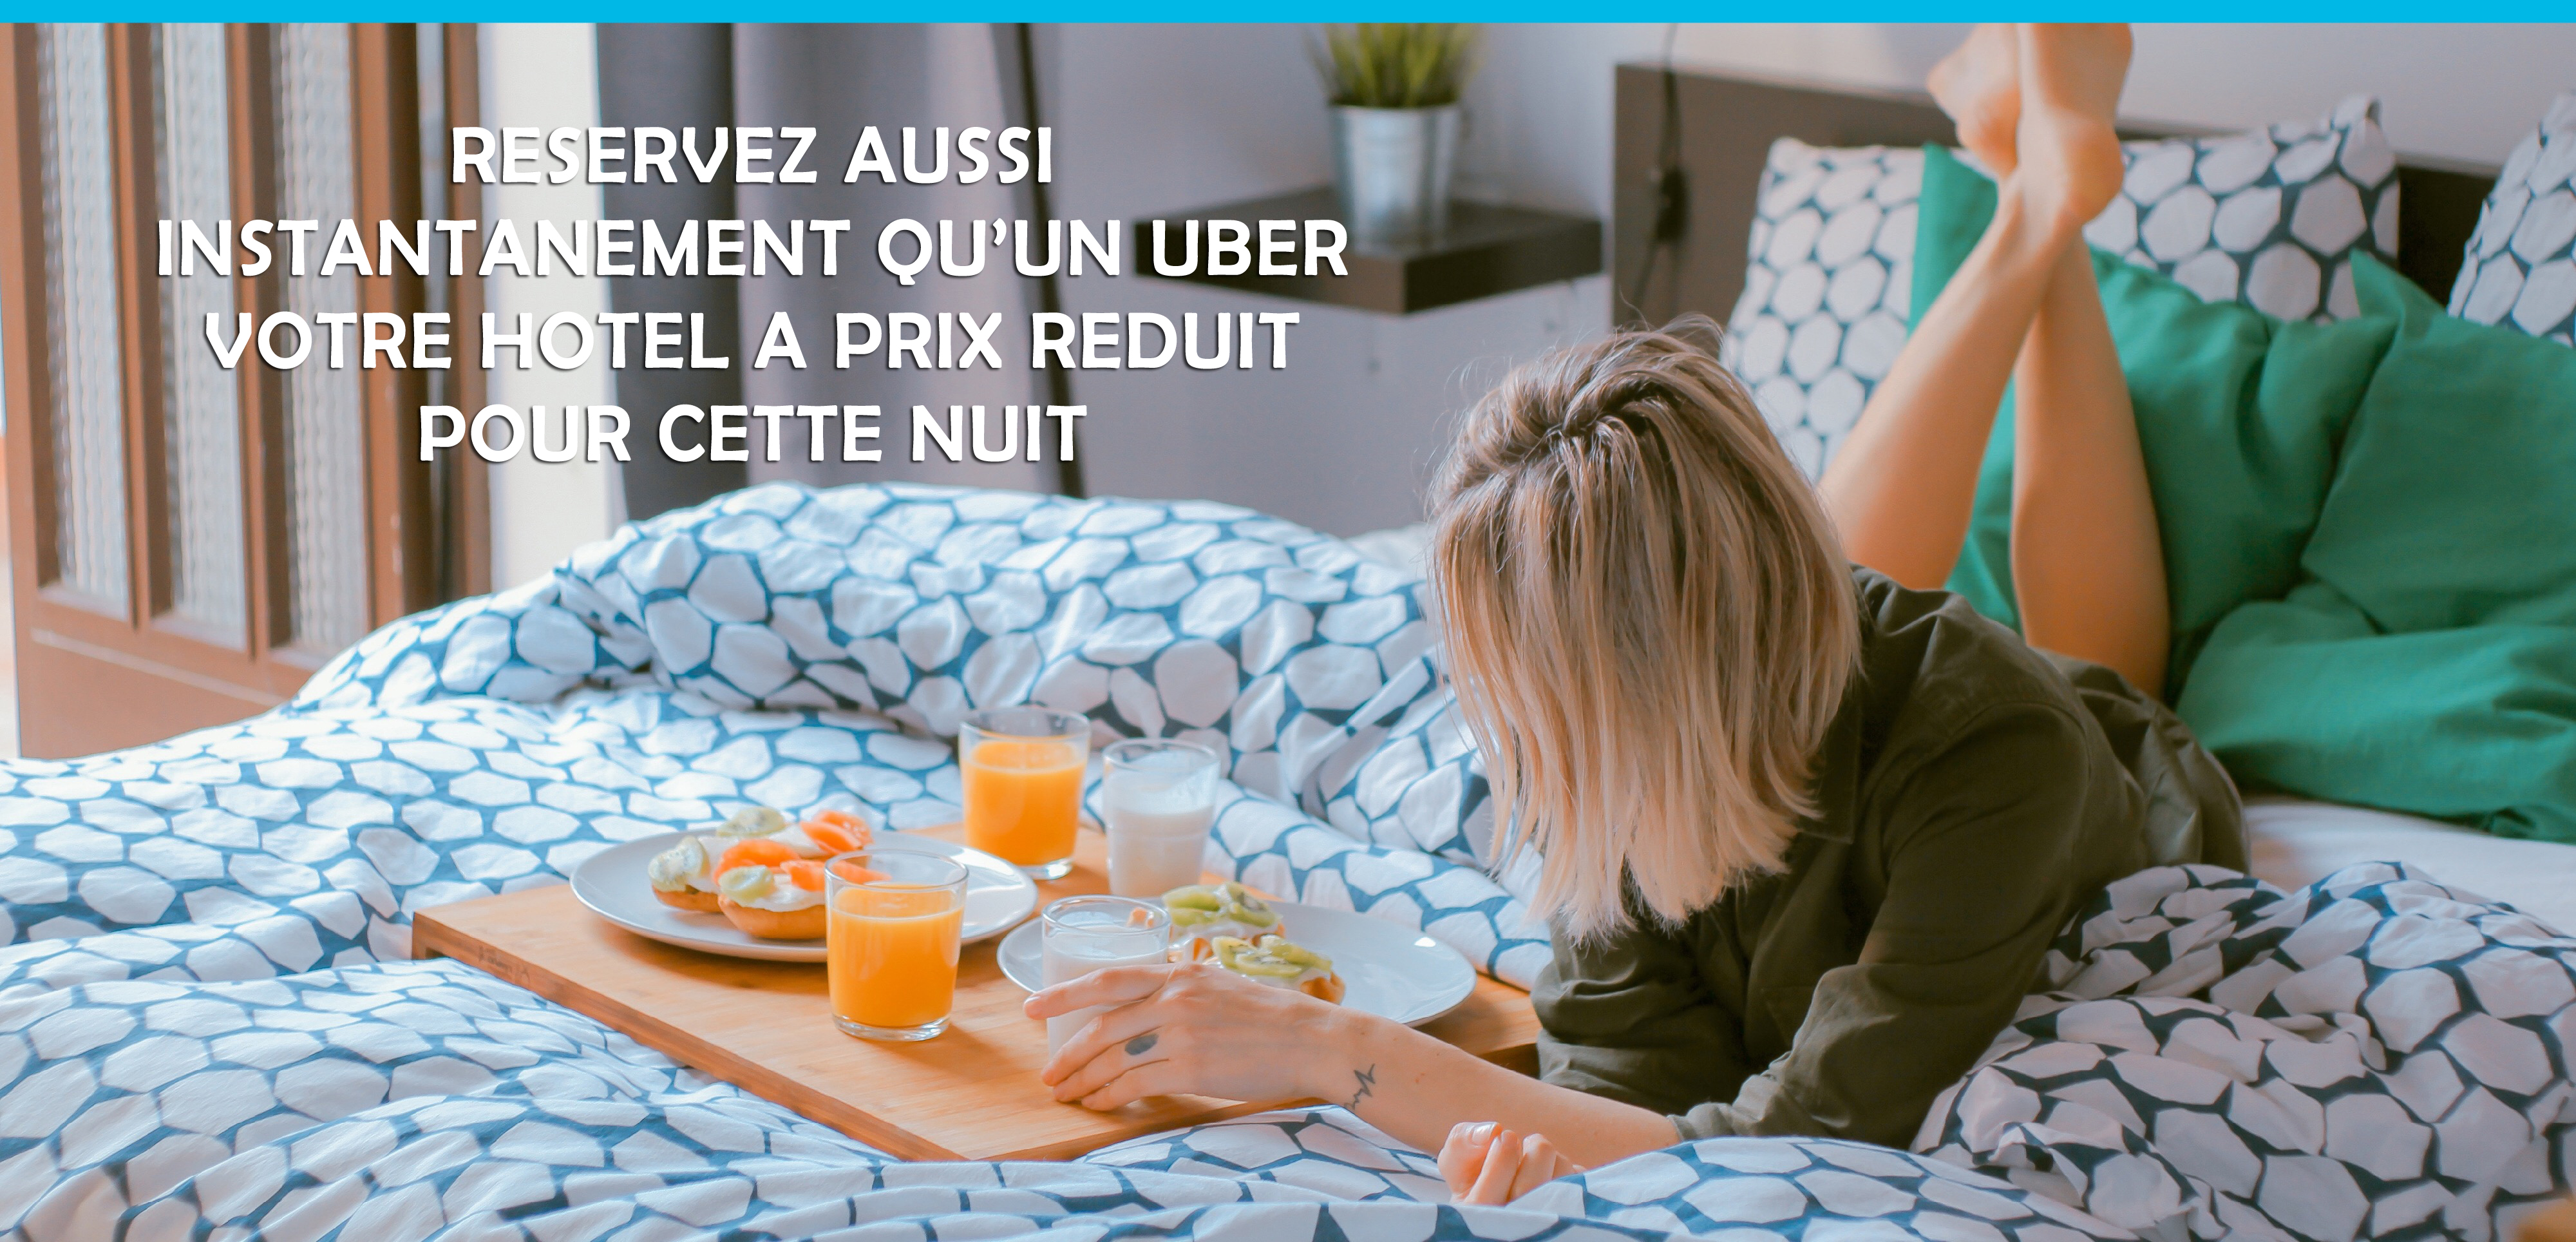 RESERVEZ AUSSI
INSTANTANEMENT QU'UN UBER
VOTRE HOTEL A PRIX REDUIT
POUR CETTE NUIT